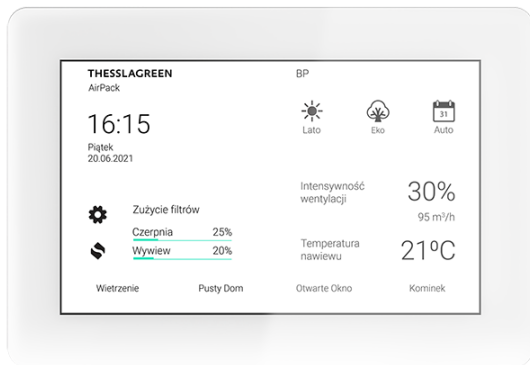 THESSLAGREEN
AirPack
BP
16:15
Piątek
20.06.2021
31
Lato
Eko
Auto
Intensywność
wentylacji
30%
95 m³/h
Zużycie filtrów
Czerpnia 25%
Wywiew 20%
Temperatura
nawiewu
21ºC
Wietrzenie
Pusty Dom
Otwarte Okno
Kominek